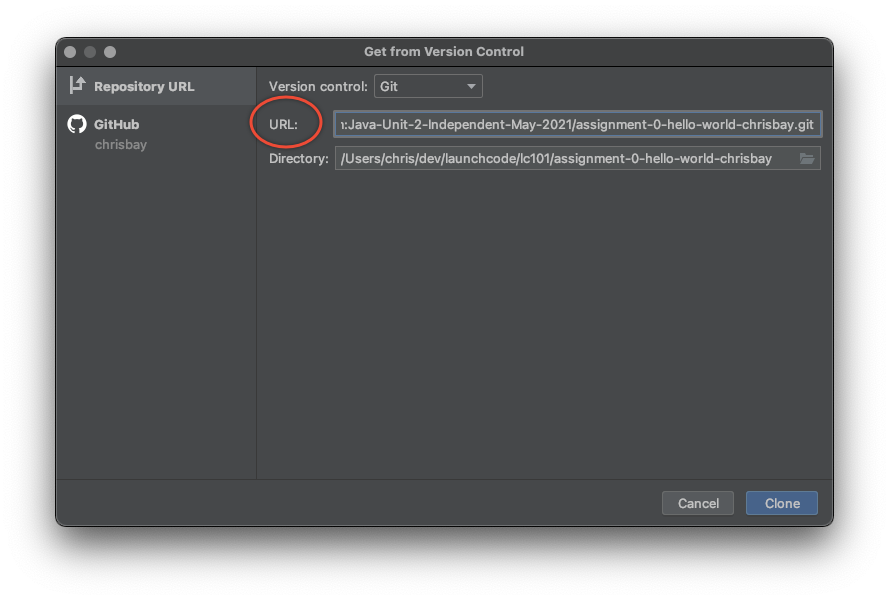 Get from Version Control
Repository URL
GitHub
chrisbay
Version control: Git
URL: :Java-Unit-2-Independent-May-2021/assignment-0-hello-world-chrisbay.git
Directory: /Users/chris/dev/launchcode/lc101/assignment-0-hello-world-chrisbay
Cancel Clone